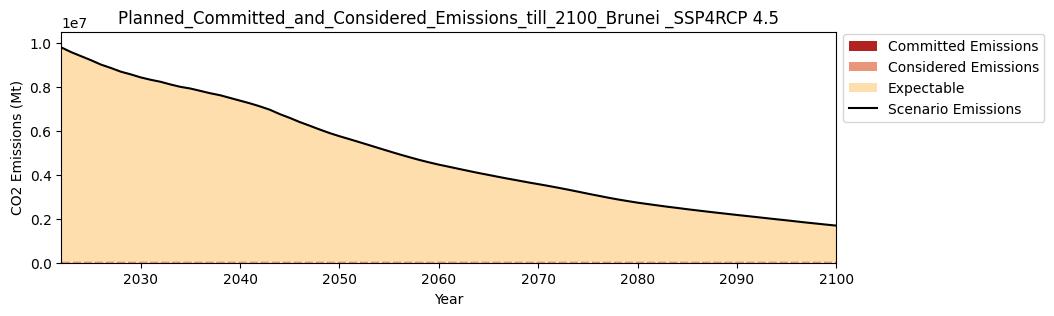 Planned_Committed_and_Considered_Emissions_till_2100_Brunei _SSP4RCP 4.5
1e7
1.0
0.8
0.6
0.4
0.2
0.0
CO2 Emissions (Mt)
2030 2040 2050 2060 2070 2080 2090 2100
Year
Committed Emissions
Considered Emissions
Expectable
Scenario Emissions